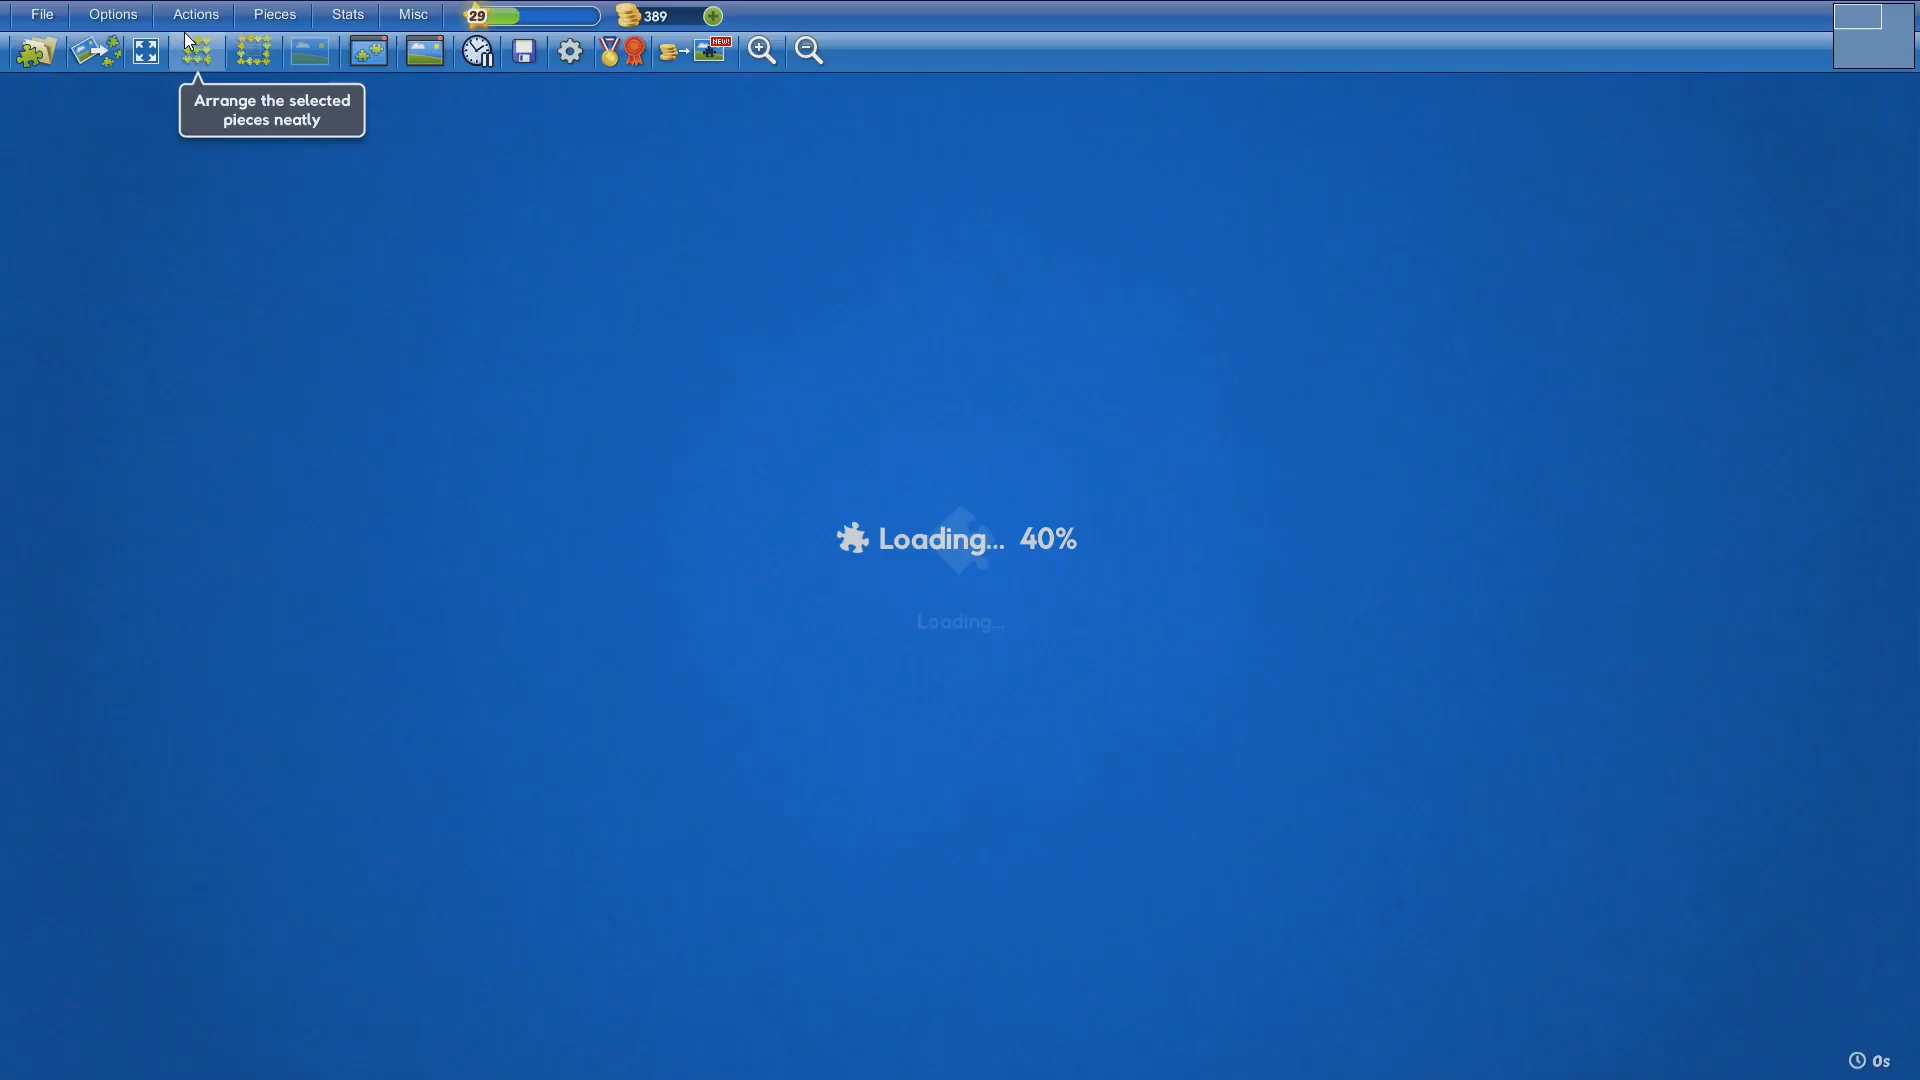 File Options Actions Pieces Stats Misc 29 389
NEW!
Arrange the selected
pieces neatly
Loading... 40%
Loading...
0s